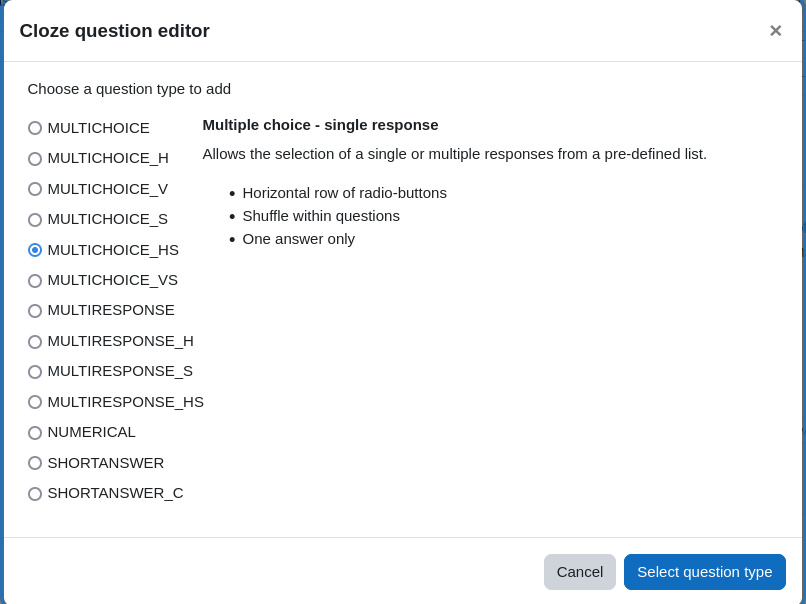 Cloze question editor
×
Choose a question type to add
MULTICHOICE
MULTICHOICE_H
MULTICHOICE_V
MULTICHOICE_S
MULTICHOICE_HS
MULTICHOICE_VS
MULTIRESPONSE
MULTIRESPONSE_H
MULTIRESPONSE_S
MULTIRESPONSE_HS
NUMERICAL
SHORTANSWER
SHORTANSWER_C
Multiple choice - single response
Allows the selection of a single or multiple responses from a pre-defined list.
• Horizontal row of radio-buttons
• Shuffle within questions
• One answer only
Cancel
Select question type